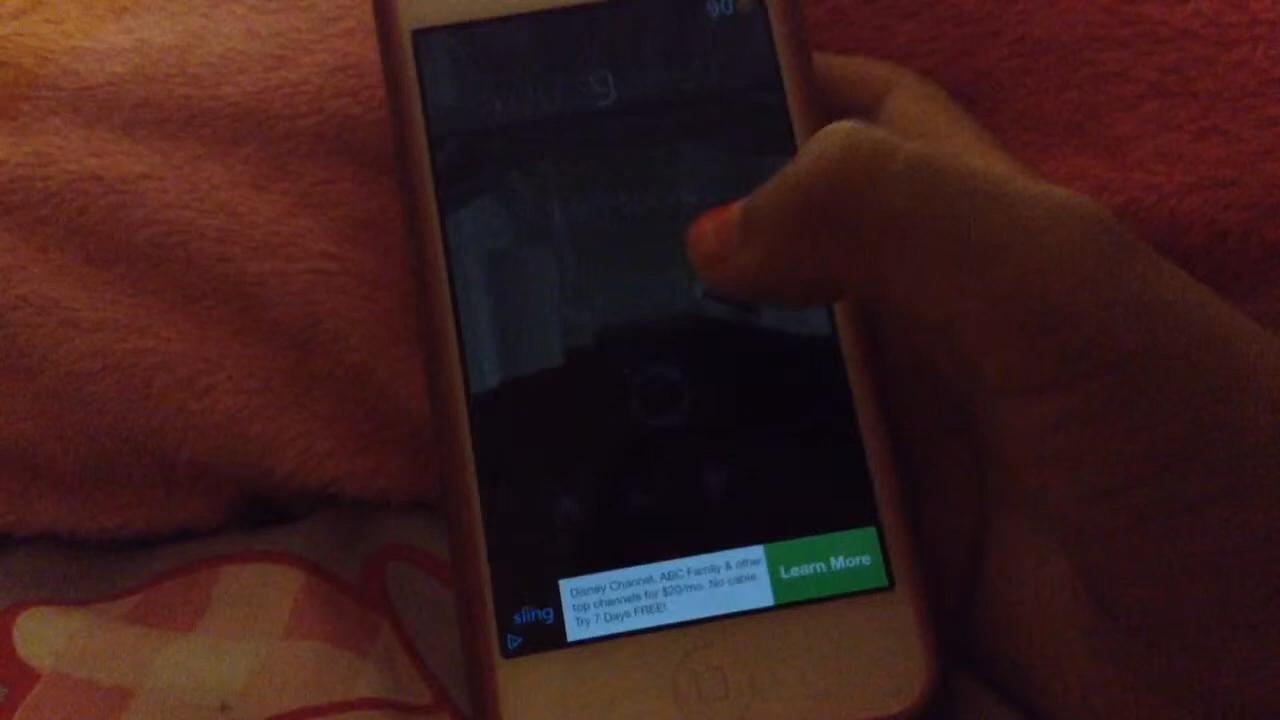 90
g
sling
Disney Channel, ABC Family & other
top channels for $20/mo. No cable.
Try 7 Days FREE!
Learn More